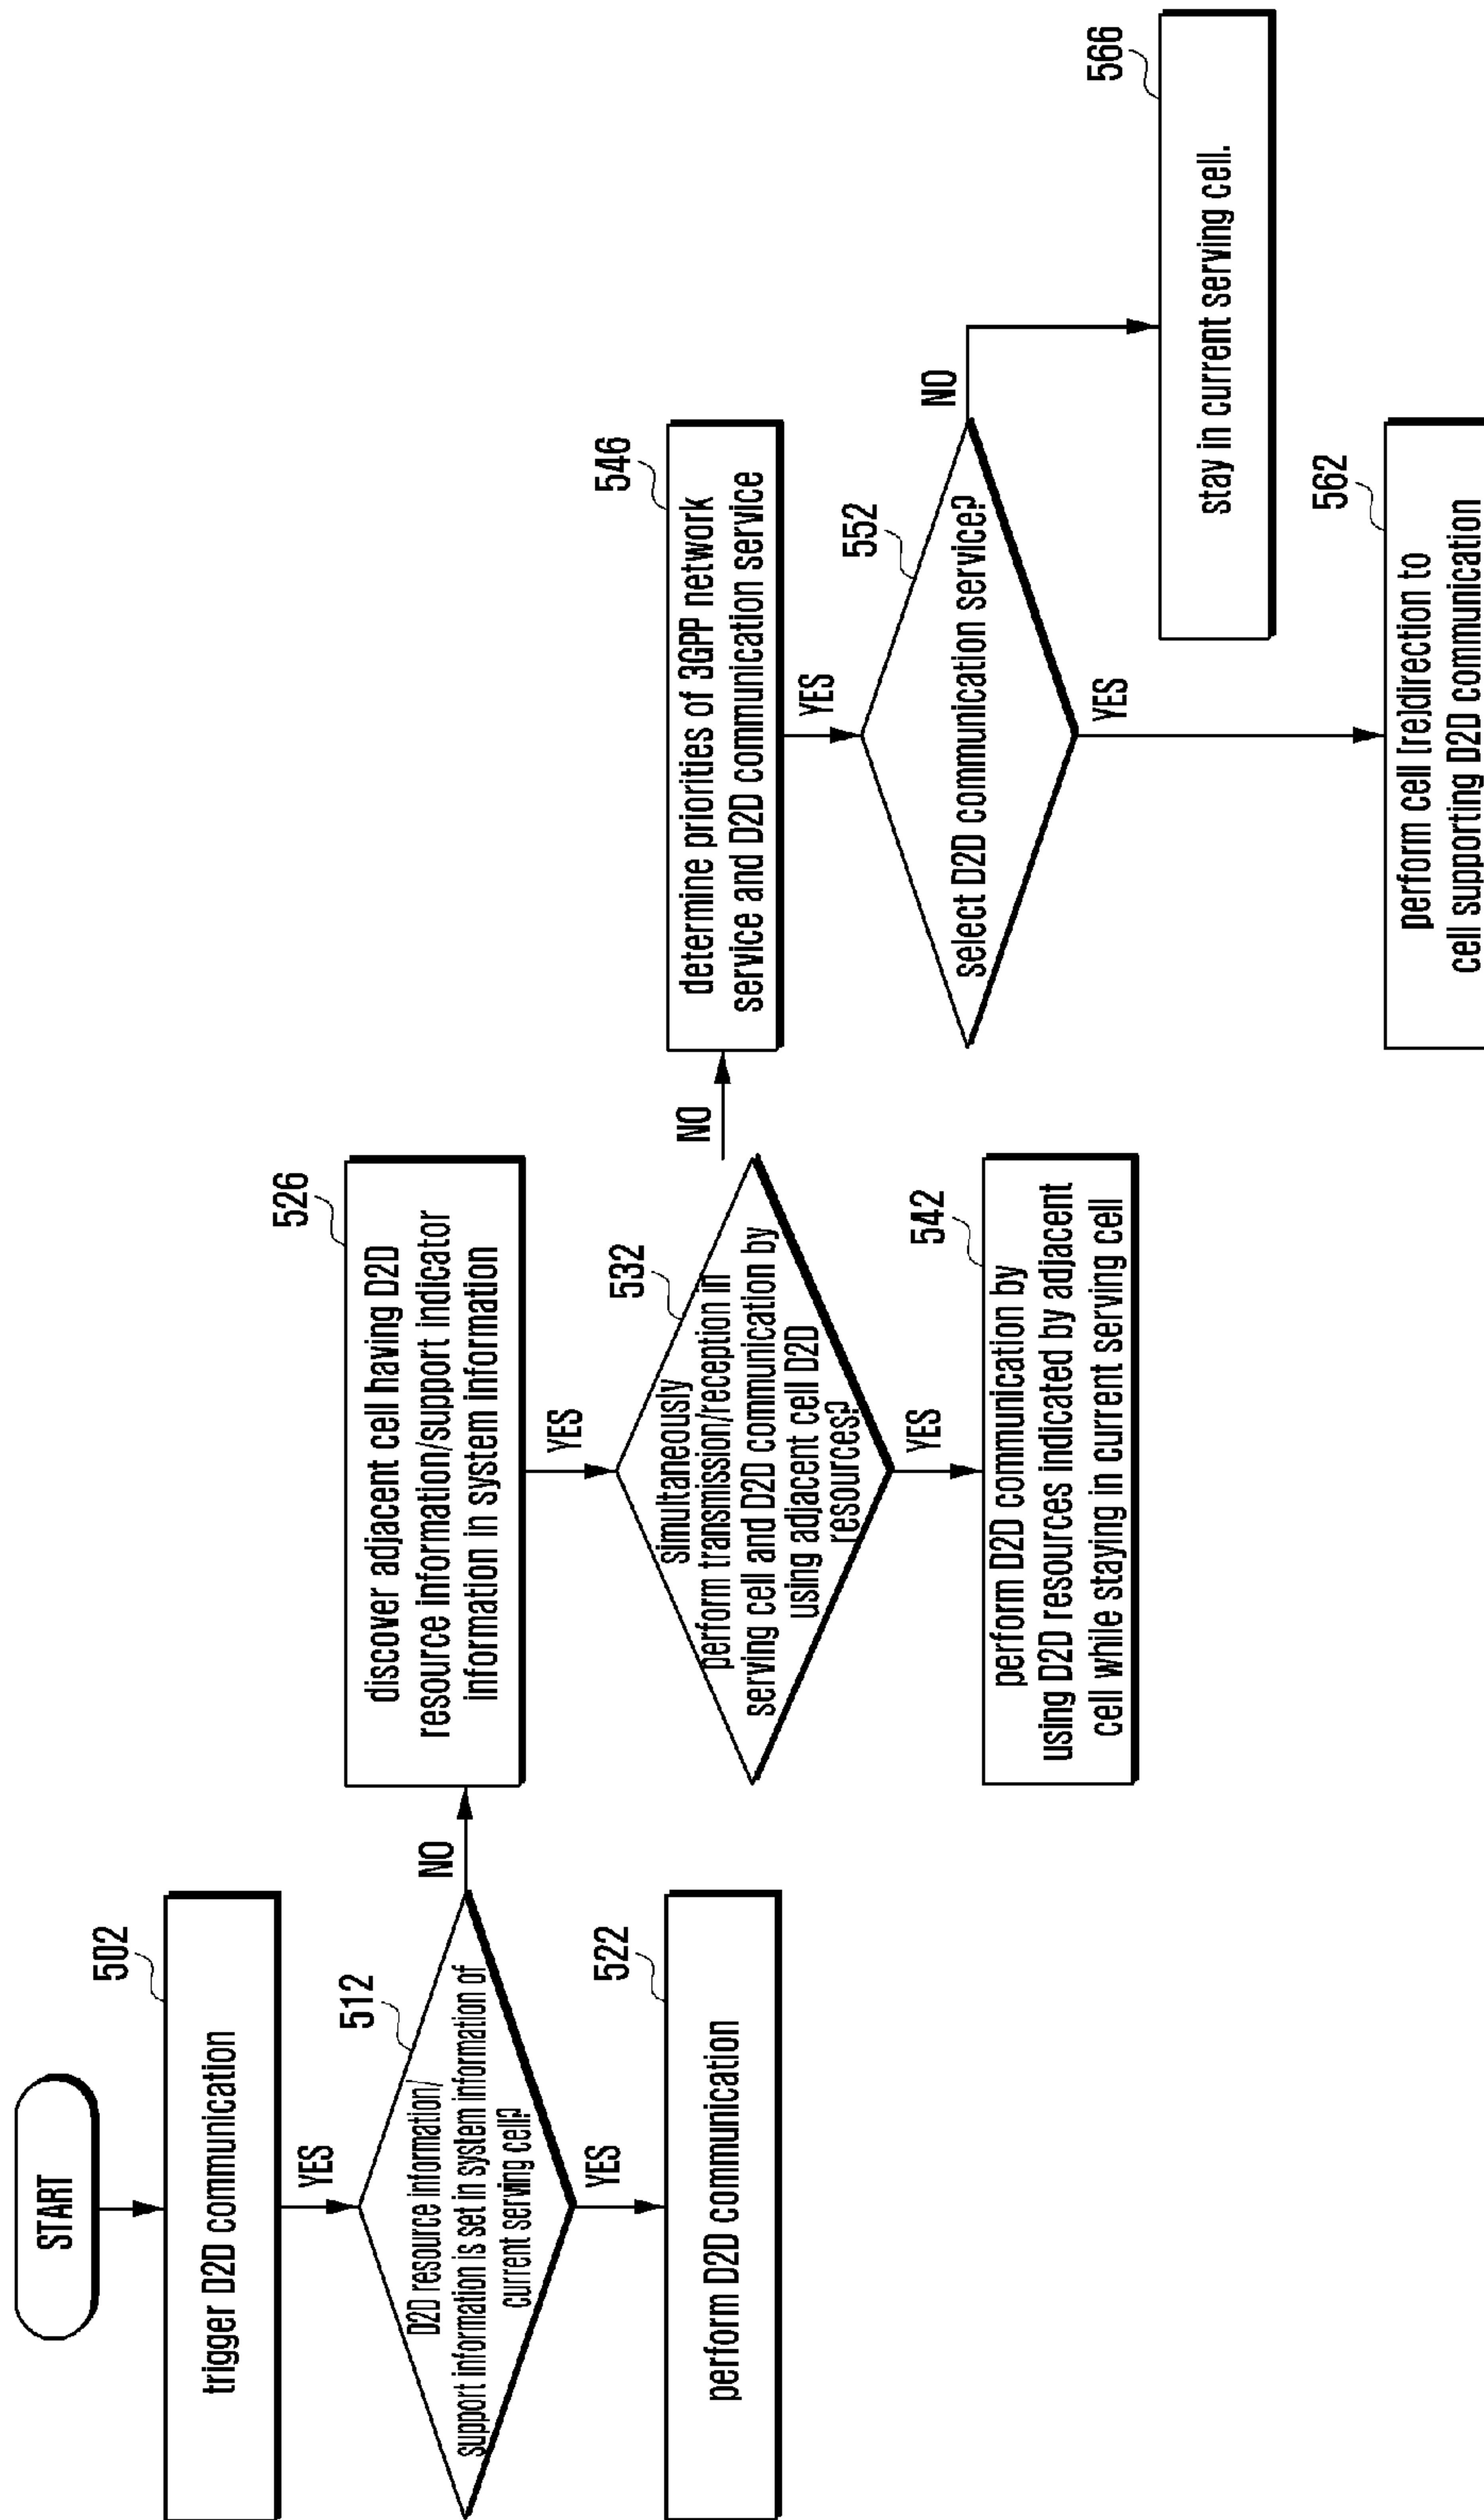 START
502
trigger D2D communication
YES
512
D2D resource information/
support information is set in system information of
current serving cell?
YES
522
perform D2D communication
NO
526
discover adjacent cell having D2D
resource information/support indicator
information in system information
YES
532
simultaneously
perform transmission/reception in
serving cell and D2D communication by
using adjacent cell D2D
resources?
YES
542
perform D2D communication by
using D2D resources indicated by adjacent
cell while staying in current serving cell
NO
546
determine priorities of 3GPP network
service and D2D communication service
YES
552
select D2D communication service?
NO
566
stay in current serving cell.
YES
562
perform cell (re)direction to
cell supporting D2D communication